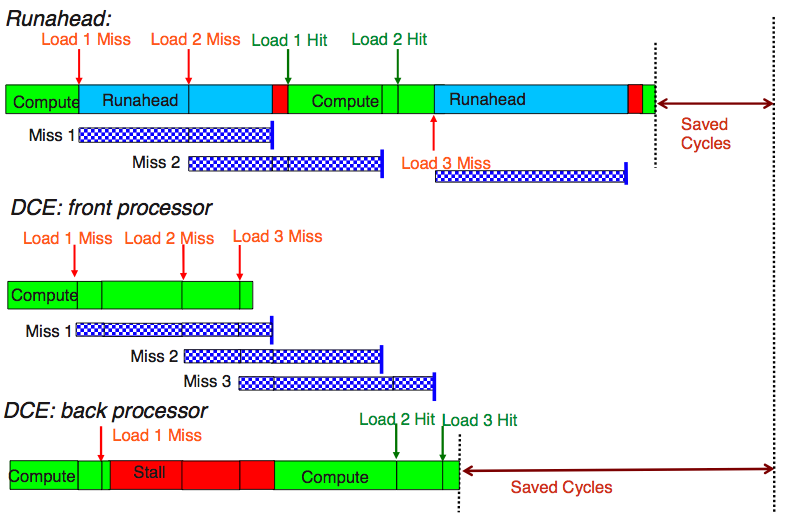 Runahead:
Load 1 Miss
Load 2 Miss
Load 1 Hit
Load 2 Hit
Compute
Runahead
Compute
Runahead
Saved
Cycles
Miss 1
Miss 2
Load 3 Miss
DCE: front processor
Load 1 Miss
Load 2 Miss
Load 3 Miss
Compute
Miss 1
Miss 2
Miss 3
DCE: back processor
Load 1 Miss
Load 2 Hit
Load 3 Hit
Compute
Stall
Compute
Saved Cycles